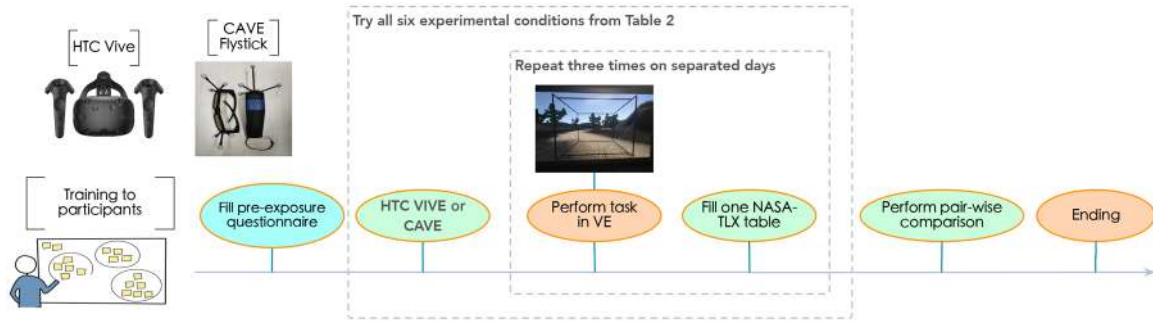 Try all six experimental conditions from Table 2
HTC Vive
CAVE
Flystick
Repeat three times on separated days
Training to
participants
Fill pre-exposure
questionnaire
HTC VIVE or
CAVE
Perform task
in VE
Fill one NASA-
TLX table
Perform pair-wise
comparison
Ending